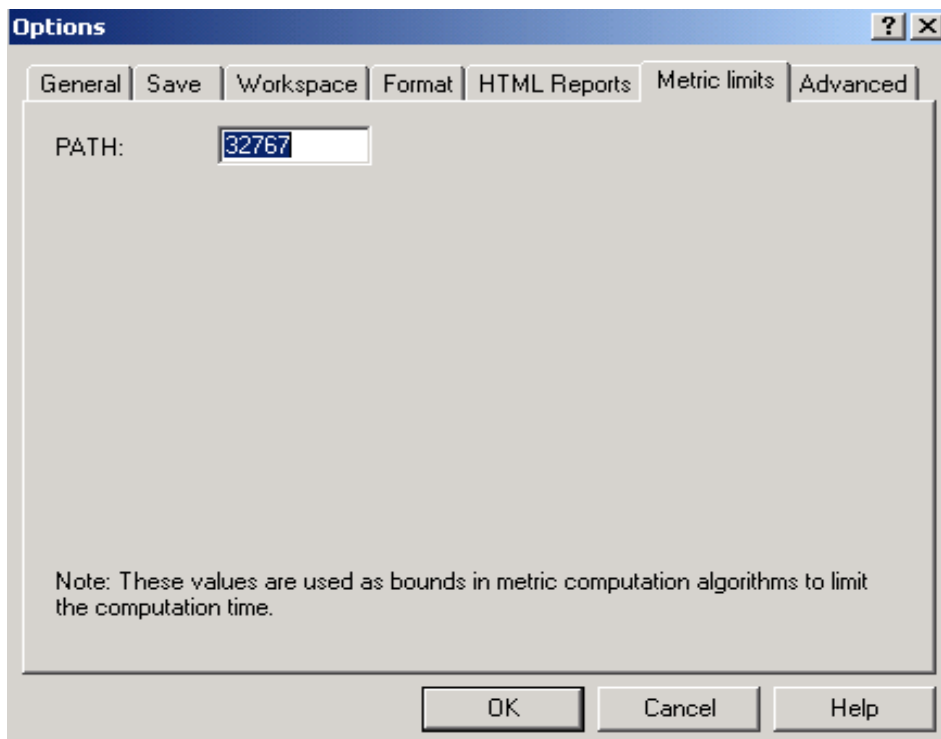 Options
General Save Workspace Format HTML Reports Metric limits Advanced
PATH: 32767
Note: These values are used as bounds in metric computation algorithms to limit
the computation time.
OK Cancel Help